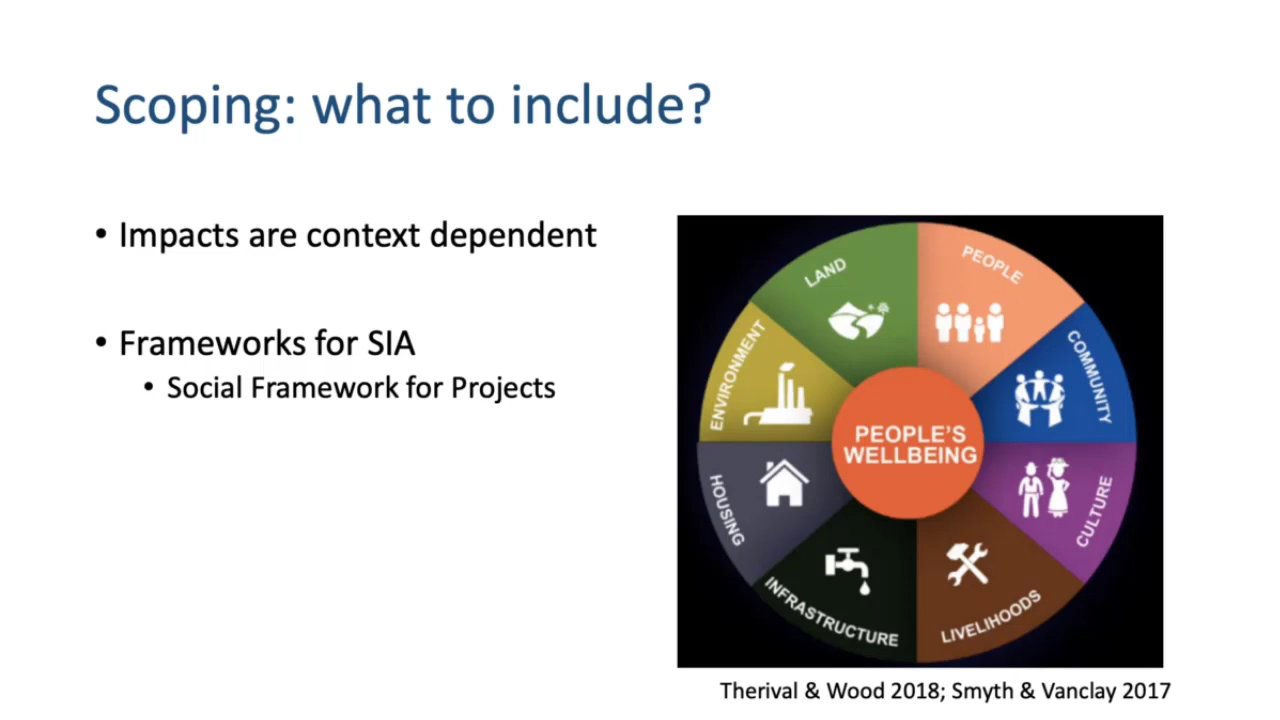 Scoping: what to include?
• Impacts are context dependent
• Frameworks for SIA
• Social Framework for Projects
LAND
PEOPLE
ENVIRONMENT
COMMUNITY
PEOPLE'S
WELLBEING
HOUSING
CULTURE
INFRASTRUCTURE
LIVELIHOODS
Therival & Wood 2018; Smyth & Vanclay 2017